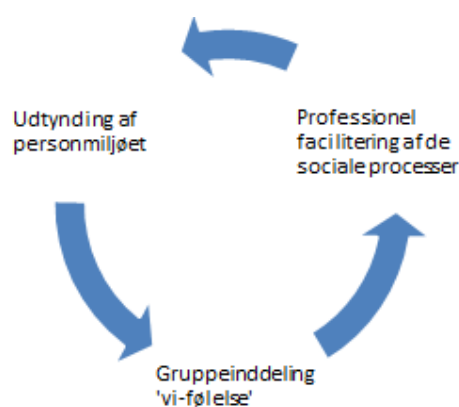 Udtynding af
personmiljøet
Professionel
facilitering af de
sociale processer
Gruppeinddeling
'vi-følelse'